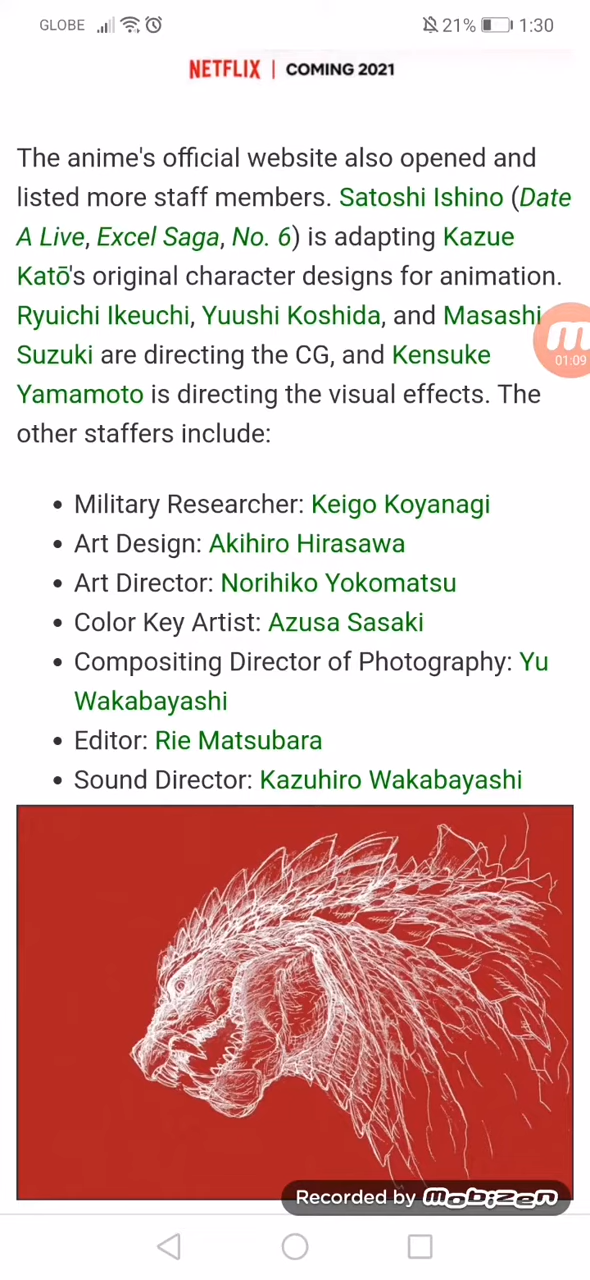 GLOBE 21% 1:30
NETFLIX | COMING 2021
The anime's official website also opened and
listed more staff members. Satoshi Ishino (Date
A Live, Excel Saga, No. 6) is adapting Kazue
Katō's original character designs for animation.
Ryuichi Ikeuchi, Yuushi Koshida, and Masashi
01:09
Suzuki are directing the CG, and Kensuke
Yamamoto is directing the visual effects. The
other staffers include:
• Military Researcher: Keigo Koyanagi
• Art Design: Akihiro Hirasawa
• Art Director: Norihiko Yokomatsu
• Color Key Artist: Azusa Sasaki
• Compositing Director of Photography: Yu
Wakabayashi
• Editor: Rie Matsubara
• Sound Director: Kazuhiro Wakabayashi
Recorded by mobizen